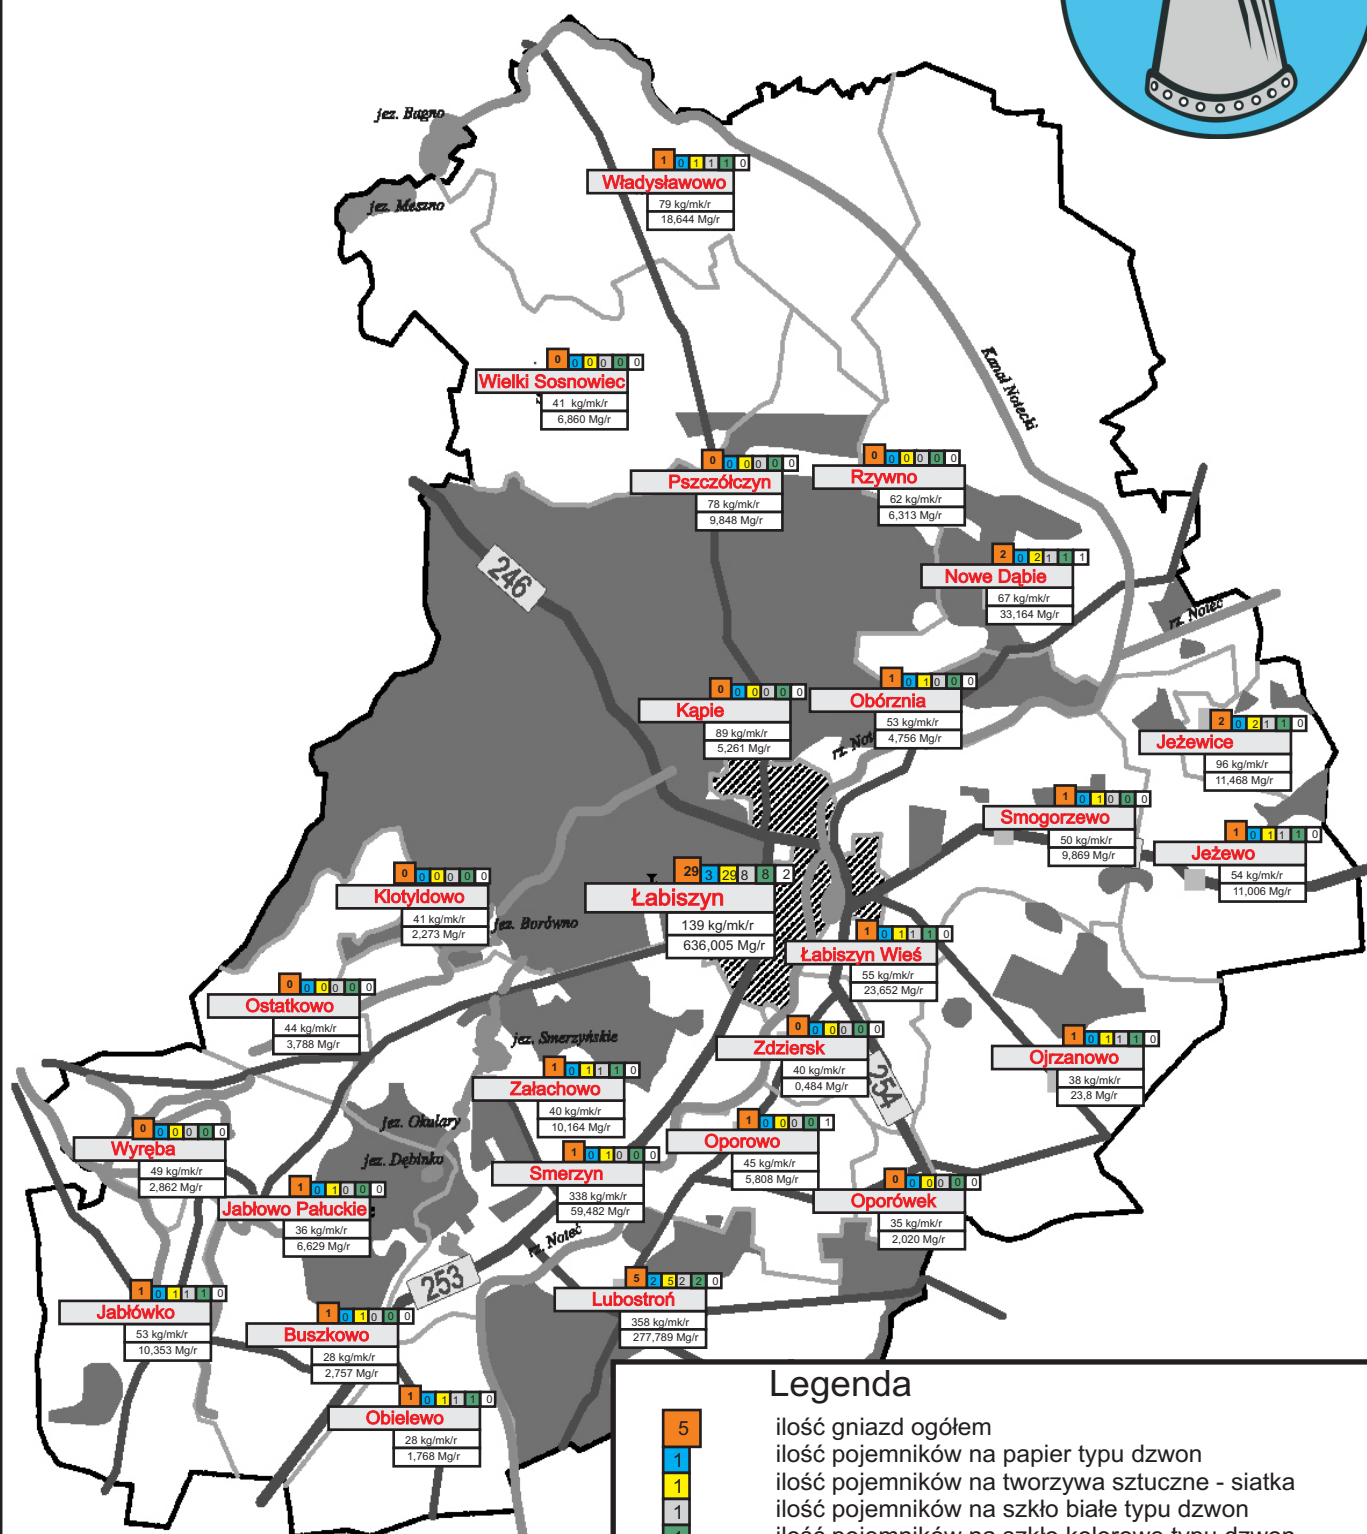 jez. Bagno
1 0 1 1 1 0
Władysławowo
79 kg/mk/r
18,644 Mg/r
jez. Meszno
Kanał Notecki
0 0 0 0 0 0
Wielki Sosnowiec
41 kg/mk/r
6,860 Mg/r
0 0 0 0 0 0
Pszczółczyn
78 kg/mk/r
9,848 Mg/r
0 0 0 0 0 0
Rzywno
62 kg/mk/r
6,313 Mg/r
246
2 0 2 1 1 1
Nowe Dąbie
67 kg/mk/r
33,164 Mg/r
rz. Noteć
0 0 0 0 0 0
Kąpie
89 kg/mk/r
5,261 Mg/r
1 0 1 0 0 0
Obórznia
53 kg/mk/r
4,756 Mg/r
rz.
2 0 2 1 1 0
Jeżewice
96 kg/mk/r
11,468 Mg/r
1 0 1 0 0 0
Smogorzewo
50 kg/mk/r
9,869 Mg/r
1 0 1 1 1 0
Jeżewo
54 kg/mk/r
11,006 Mg/r
0 0 0 0 0 0
Klotyldowo
41 kg/mk/r
2,273 Mg/r
jez. Borówno
29 3 29 8 8 2
Łabiszyn
139 kg/mk/r
636,005 Mg/r
1 0 1 1 1 0
Łabiszyn Wieś
55 kg/mk/r
23,652 Mg/r
0 0 0 0 0 0
Ostatkowo
44 kg/mk/r
3,788 Mg/r
jez. Smerzyńskie
0 0 0 0 0 0
Zdziersk
40 kg/mk/r
0,484 Mg/r
254
1 0 1 1 1 0
Ojrzanowo
38 kg/mk/r
23,8 Mg/r
1 0 1 1 1 0
Załachowo
40 kg/mk/r
10,164 Mg/r
jez. Okulary
jez. Dębinko
0 0 0 0 0 0
Wyręba
49 kg/mk/r
2,862 Mg/r
1 0 0 0 0 1
Oporowo
45 kg/mk/r
5,808 Mg/r
1 0 1 0 0 0
Smerzyn
338 kg/mk/r
59,482 Mg/r
1 0 1 0 0 0
Jabłowo Pałuckie
36 kg/mk/r
6,629 Mg/r
0 0 0 0 0 0
Oporówek
35 kg/mk/r
2,020 Mg/r
rz. Noteć
253
5 2 5 2 2 0
Lubostroń
358 kg/mk/r
277,789 Mg/r
1 0 1 1 1 0
Jabłówko
53 kg/mk/r
10,353 Mg/r
1 0 1 0 0 0
Buszkowo
28 kg/mk/r
2,757 Mg/r
1 0 1 1 1 0
Obielewo
28 kg/mk/r
1,768 Mg/r
Legenda
5 ilość gniazd ogółem
1 ilość pojemników na papier typu dzwon
1 ilość pojemników na tworzywa sztuczne - siatka
1 ilość pojemników na szkło białe typu dzwon
1 ilość pojemników na szkło kolorowe typu dzwon